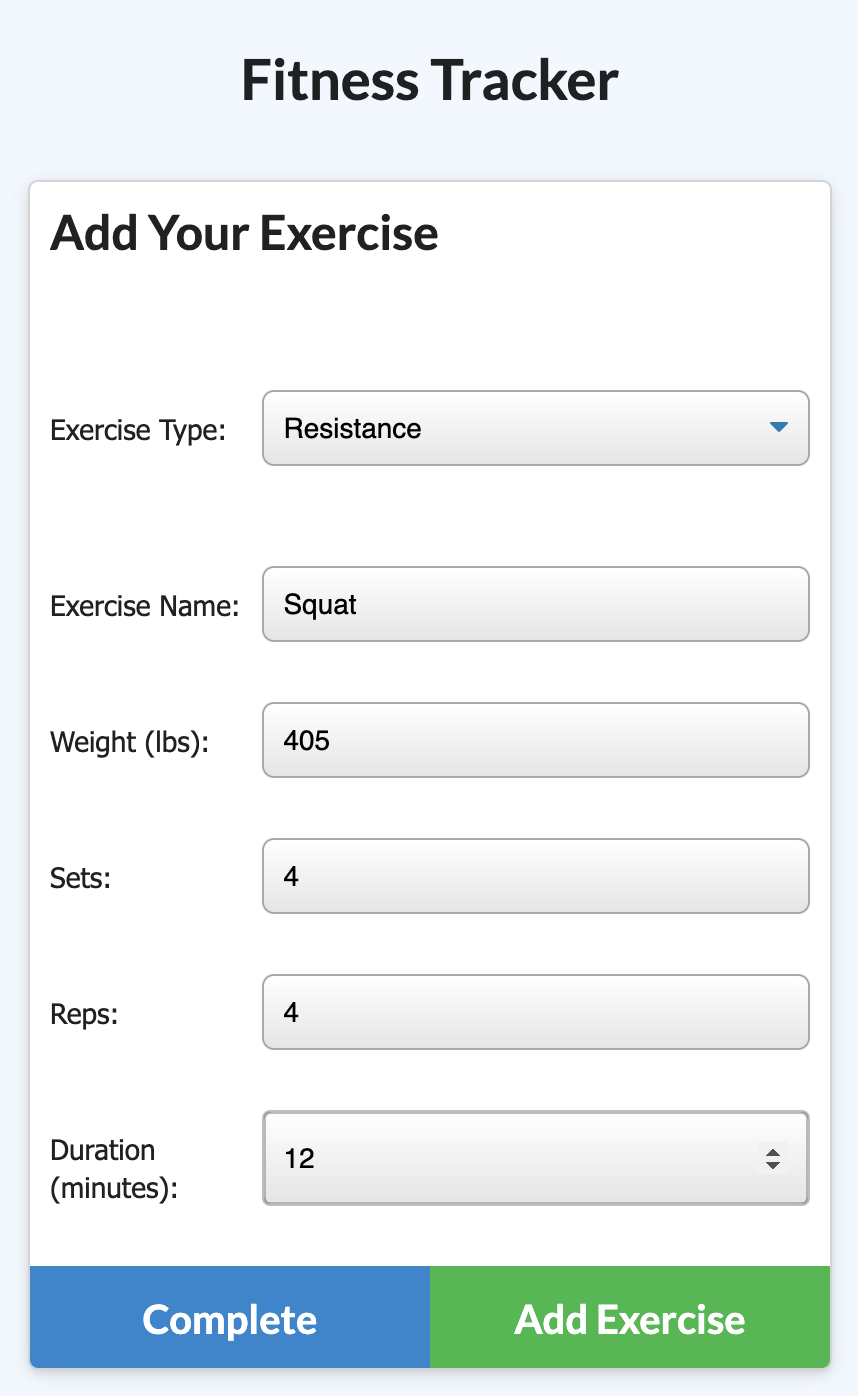 Fitness Tracker
Add Your Exercise
Exercise Type: Resistance
Exercise Name: Squat
Weight (lbs): 405
Sets: 4
Reps: 4
Duration
(minutes): 12
Complete Add Exercise